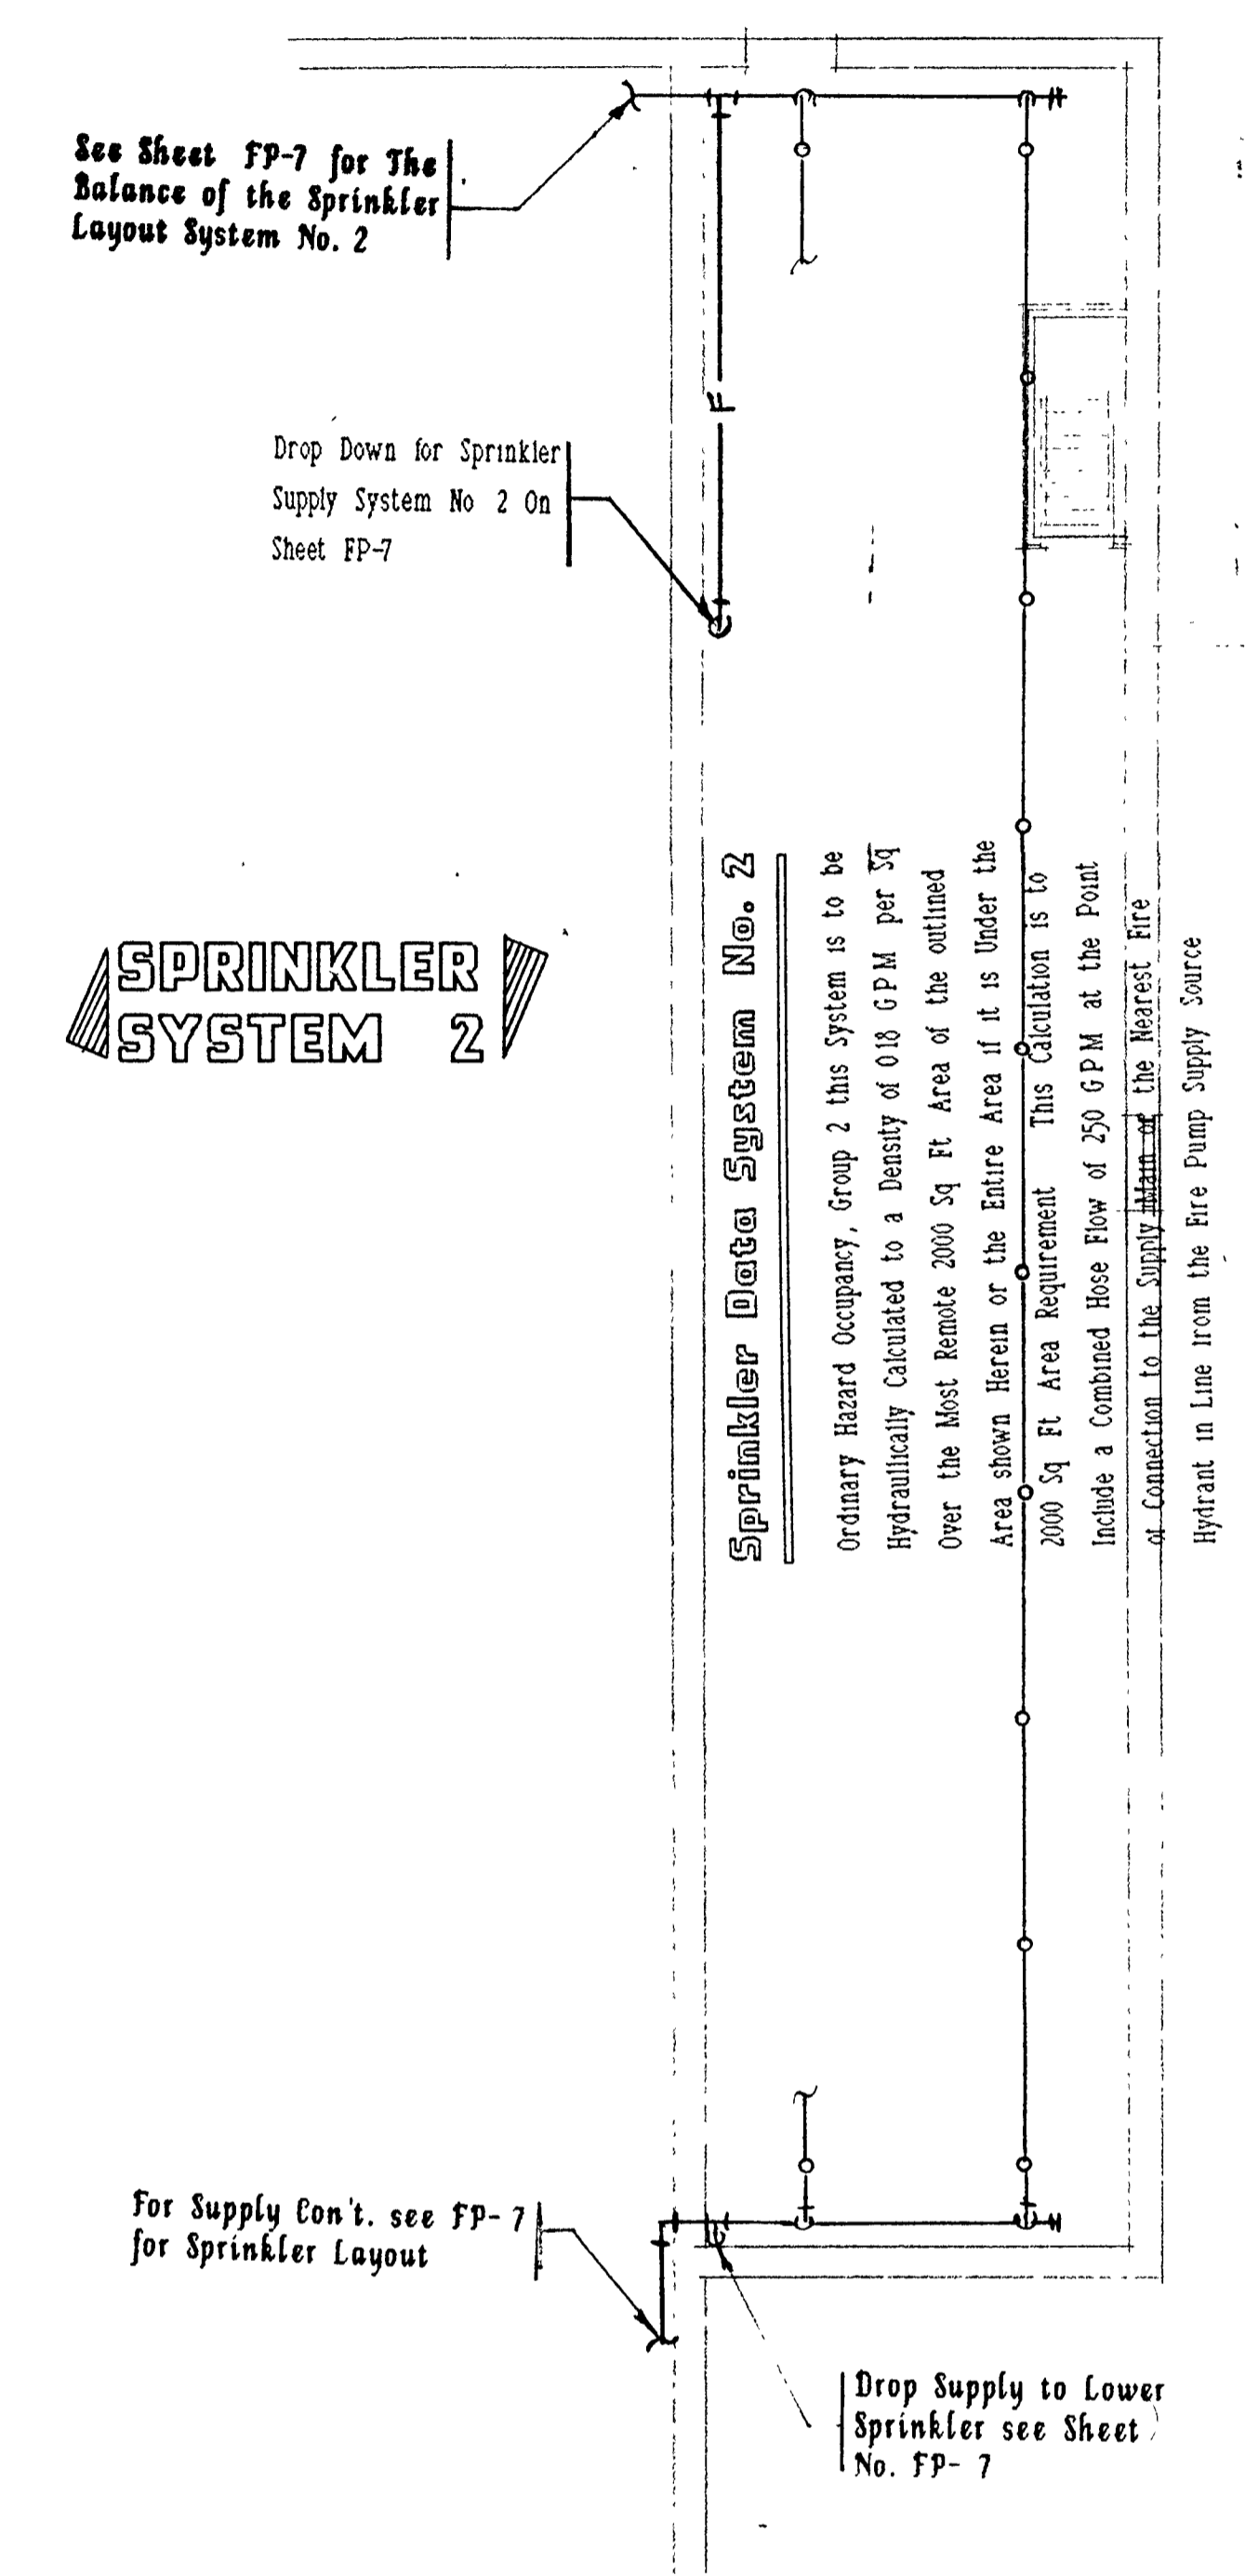 See Sheet FP-7 for The
Balance of the Sprinkler
Layout System No. 2
F
Drop Down for Sprinkler
Supply System No 2 On
Sheet FP-7
SPRINKLER
SYSTEM 2
Sprinkler Data System No. 2
Ordinary Hazard Occupancy, Group 2 this System is to be
Hydraulically Calculated to a Density of 018 GPM per Sq
Over the Most Remote 2000 Sq Ft Area of the outlined
Area shown Herein or the Entire Area if it is Under the
2000 Sq Ft Area Requirement This Calculation is to
Include a Combined Hose Flow of 250 GPM at the Point
of Connection to the Supply Main or the Nearest Fire
Hydrant in Line from the Fire Pump Supply Source
For Supply Con't. see FP-7
for Sprinkler Layout
Drop Supply to Lower
Sprinkler see Sheet
No. FP-7